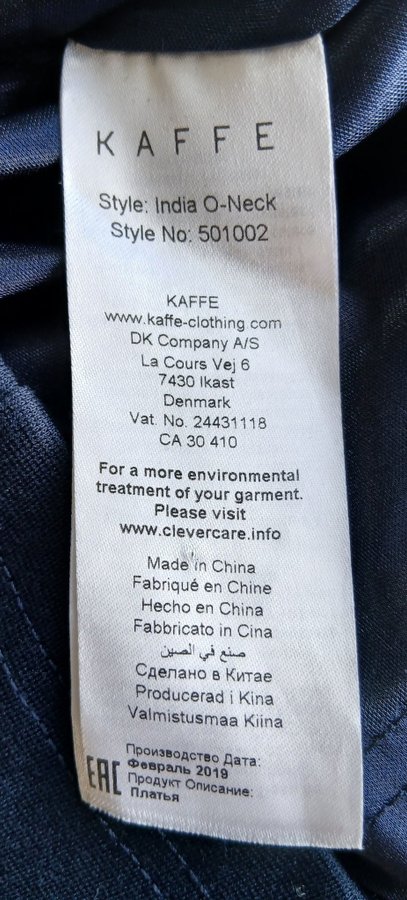 KAFFE
Style: India O-Neck
Style No: 501002
KAFFE
www.kaffe-clothing.com
DK Company A/S
La Cours Vej 6
7430 Ikast
Denmark
Vat. No. 24431118
CA 30 410
For a more environmental
treatment of your garment.
Please visit
www.clevercare.info
Made in China
Fabriqué en Chine
Hecho en China
Fabbricato in Cina
صنع في الصين
Сделано в Китае
Producerad i Kina
Valmistusmaa Kiina
EAC
Производство Дата:
Февраль 2019
Продукт Описание:
Платья